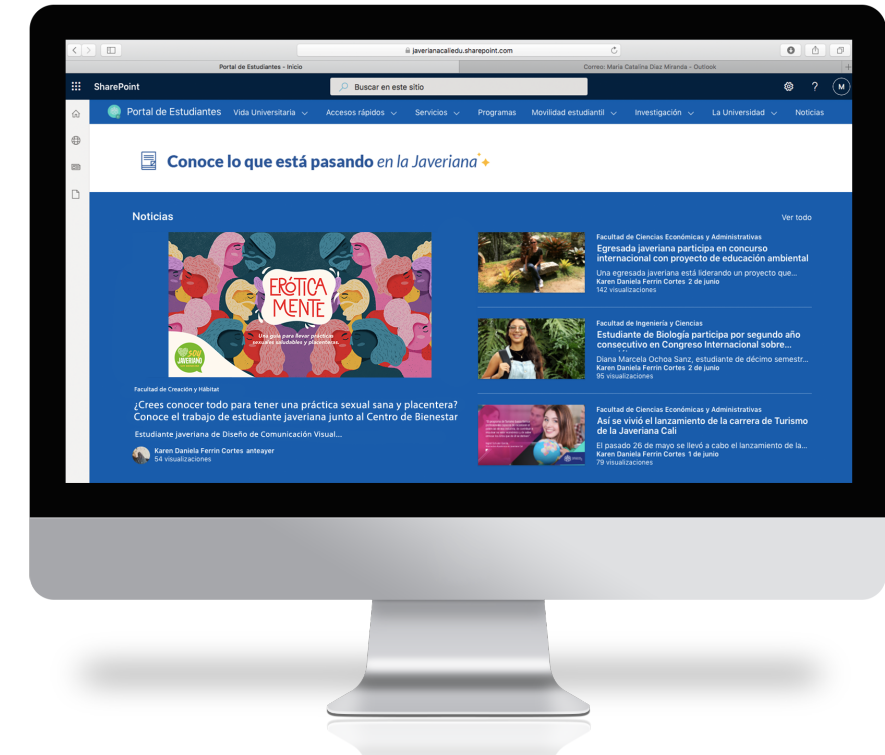 javerianacaliedu.sharepoint.com
Portal de Estudiantes - Inicio
Correo: Maria Catalina Diaz Miranda - Outlook
SharePoint
Buscar en este sitio
?
M
Portal de Estudiantes
Vida Universitaria
Accesos rápidos
Servicios
Programas
Movilidad estudiantil
Investigación
La Universidad
Noticias
Conoce lo que está pasando en la Javeriana
Noticias
Ver todo
ERÓTICA
MENTE
Una guía para llevar prácticas
sexuales saludables y placenteras.
SOY
JAVERIANO
Facultad de Creación y Hábitat
¿Crees conocer todo para tener una práctica sexual sana y placentera?
Conoce el trabajo de estudiante javeriana junto al Centro de Bienestar
Estudiante javeriana de Diseño de Comunicación Visual...
Karen Daniela Ferrin Cortes anteayer
54 visualizaciones
Facultad de Ciencias Económicas y Administrativas
Egresada javeriana participa en concurso
internacional con proyecto de educación ambiental
Una egresada javeriana está liderando un proyecto que...
Karen Daniela Ferrin Cortes 2 de junio
142 visualizaciones
Facultad de Ingeniería y Ciencias
Estudiante de Biología participa por segundo año
consecutivo en Congreso Internacional sobre...
Diana Marcela Ochoa Sanz, estudiante de décimo semestr...
Karen Daniela Ferrin Cortes 2 de junio
95 visualizaciones
Facultad de Ciencias Económicas y Administrativas
Así se vivió el lanzamiento de la carrera de Turismo
de la Javeriana Cali
El pasado 26 de mayo se llevó a cabo el lanzamiento de la...
Karen Daniela Ferrin Cortes 1 de junio
79 visualizaciones